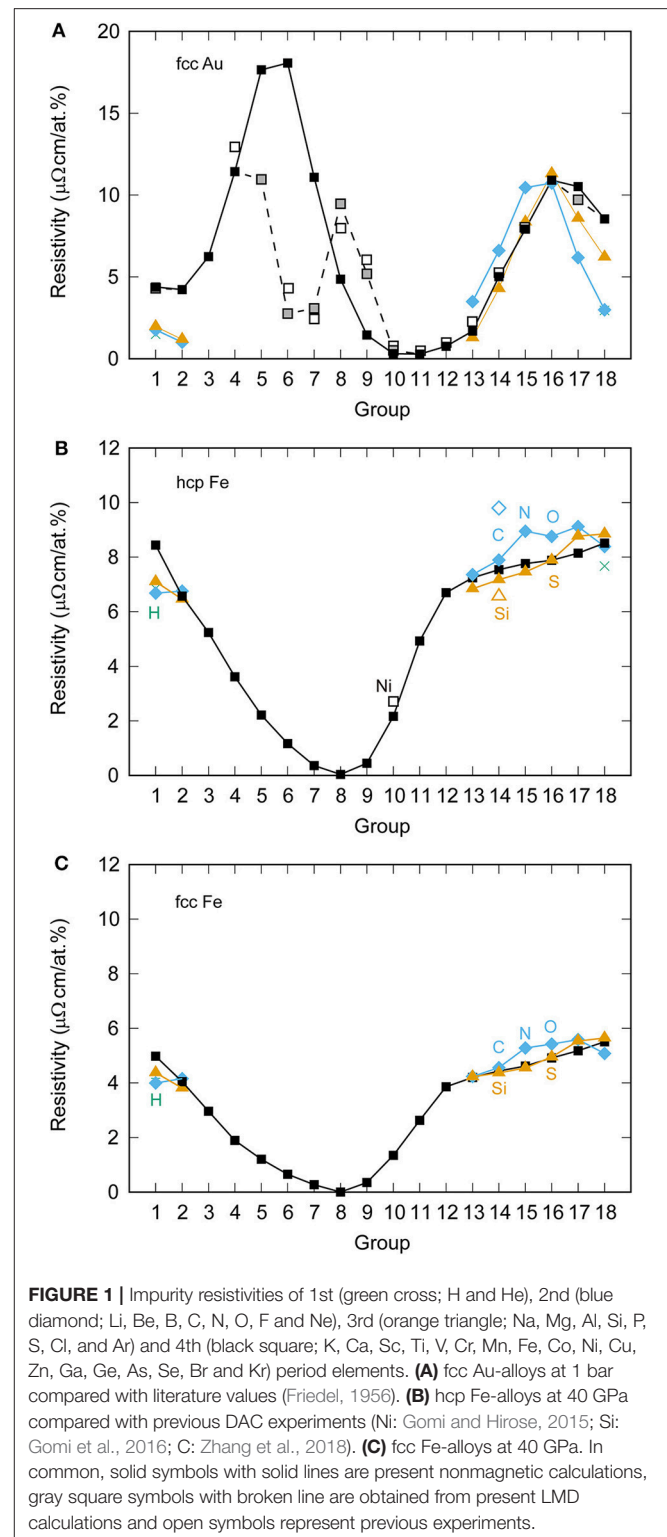 A
fcc Au
20
15
10
5
0
Resistivity (μΩcm/at.%)
1 2 3 4 5 6 7 8 9 10 11 12 13 14 15 16 17 18
Group
B
hcp Fe
12
10
8
6
4
2
0
Resistivity (μΩcm/at.%)
H
Ni
C
N
O
Si
S
1 2 3 4 5 6 7 8 9 10 11 12 13 14 15 16 17 18
Group
C
fcc Fe
12
10
8
6
4
2
0
Resistivity (μΩcm/at.%)
H
C
N
O
Si
S
1 2 3 4 5 6 7 8 9 10 11 12 13 14 15 16 17 18
Group
FIGURE 1 | Impurity resistivities of 1st (green cross; H and He), 2nd (blue
diamond; Li, Be, B, C, N, O, F and Ne), 3rd (orange triangle; Na, Mg, Al, Si, P,
S, Cl, and Ar) and 4th (black square; K, Ca, Sc, Ti, V, Cr, Mn, Fe, Co, Ni, Cu,
Zn, Ga, Ge, As, Se, Br and Kr) period elements. (A) fcc Au-alloys at 1 bar
compared with literature values (Friedel, 1956). (B) hcp Fe-alloys at 40 GPa
compared with previous DAC experiments (Ni: Gomi and Hirose, 2015; Si:
Gomi et al., 2016; C: Zhang et al., 2018). (C) fcc Fe-alloys at 40 GPa. In
common, solid symbols with solid lines are present nonmagnetic calculations,
gray square symbols with broken line are obtained from present LMD
calculations and open symbols represent previous experiments.